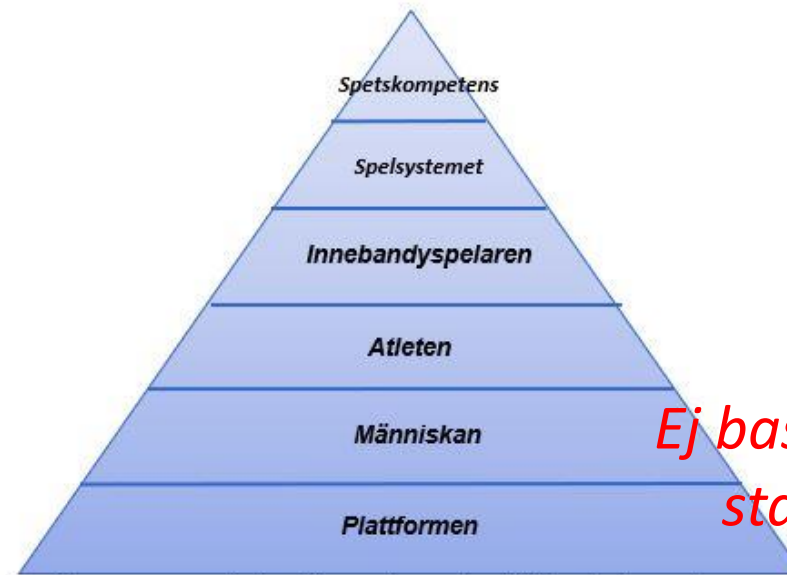 Spetskompetens
Spelsystemet
Innebandyspelaren
Atleten
Människan
Ej
Plattformen